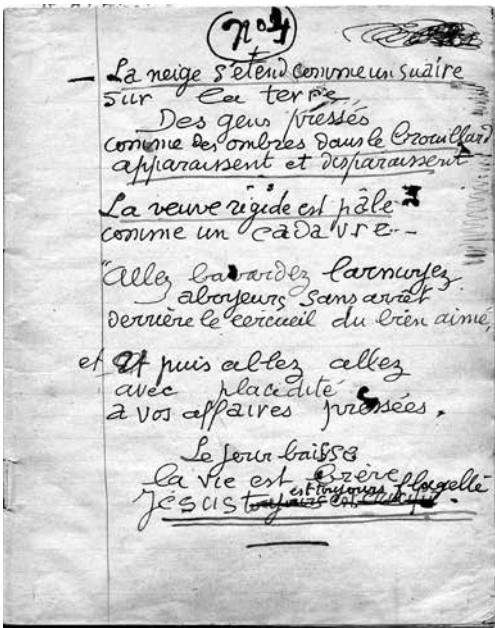 n° 4
— La neige s'étend comme un suaire
sur la terre,
Des gens pressés
comme des ombres dans le brouillard
apparaissent et disparaissent
La veuve rigide est pâle
comme un cadavre --
"Allez bavardez larmoyez
aboyeurs sans arrêt
derrière le cercueil du bien aimé,
et Et puis allez allez
avec placidité
à vos affaires pressées.
Le jour baisse
la vie est brève
est toujours flagellé.
Jésus toujours est